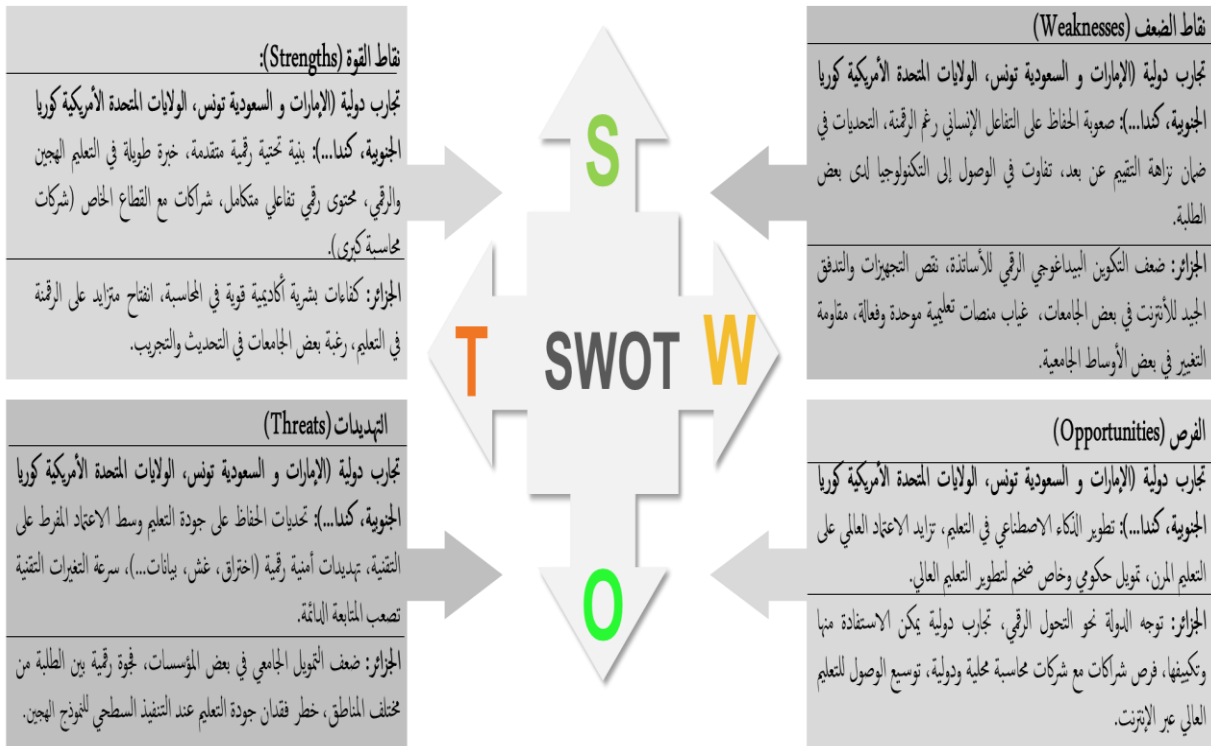 نقاط القوة (Strengths):
تجارب دولية (الإمارات و السعودية تونس، الولايات المتحدة الأمريكية كوريا
الجنوبية، كندا...): بنية تحتية رقمية متقدمة، خبرة طويلة في التعليم الهجين
والرقمي، محتوى رقمي تفاعلي متكامل، شراكات مع القطاع الخاص (شركات
محاسبة كبرى).
الجزائر: كفاءات بشرية أكاديمية قوية في المحاسبة، انفتاح متزايد على الرقمنة
في التعليم، رغبة بعض الجامعات في التحديث والتجريب.
نقاط الضعف (Weaknesses)
تجارب دولية (الإمارات و السعودية تونس، الولايات المتحدة الأمريكية كوريا
الجنوبية، كندا...): صعوبة الحفاظ على التفاعل الإنساني رغم الرقمنة، التحديات في
ضمان نزاهة التقييم عن بعد، تفاوت في الوصول إلى التكنولوجيا لدى بعض
الطلبة.
الجزائر: ضعف التكوين البيداغوجي الرقمي للأساتذة، نقص التجهيزات والتدفق
الجيد للأنترنت في بعض الجامعات، غياب منصات تعليمية موحدة وفعالة، مقاومة
التغيير في بعض الأوساط الجامعية.
S
T
SWOT
W
O
التهديدات (Threats)
تجارب دولية (الإمارات و السعودية تونس، الولايات المتحدة الأمريكية كوريا
الجنوبية، كندا...): تحديات الحفاظ على جودة التعليم وسط الاعتماد المفرط على
التقنية، تهديدات أمنية رقمية (اختراق، غش، بيانات...)، سرعة التغيرات التقنية
تصعب المتابعة الدائمة.
الجزائر: ضعف التمويل الجامعي في بعض المؤسسات، فجوة رقمية بين الطلبة من
مختلف المناطق، خطر فقدان جودة التعليم عند التنفيذ السطحي للنموذج الهجين.
الفرص (Opportunities)
تجارب دولية (الإمارات و السعودية تونس، الولايات المتحدة الأمريكية كوريا
الجنوبية، كندا...): تطوير الذكاء الاصطناعي في التعليم، تزايد الاعتماد العالمي على
التعليم المرن، تمويل حكومي وخاص ضخم لتطوير التعليم العالي.
الجزائر: توجه الدولة نحو التحول الرقمي، تجارب دولية يمكن الاستفادة منها
وتكييفها، فرص شراكات مع شركات محاسبة محلية ودولية، توسيع الوصول للتعليم
العالي عبر الإنترنت.